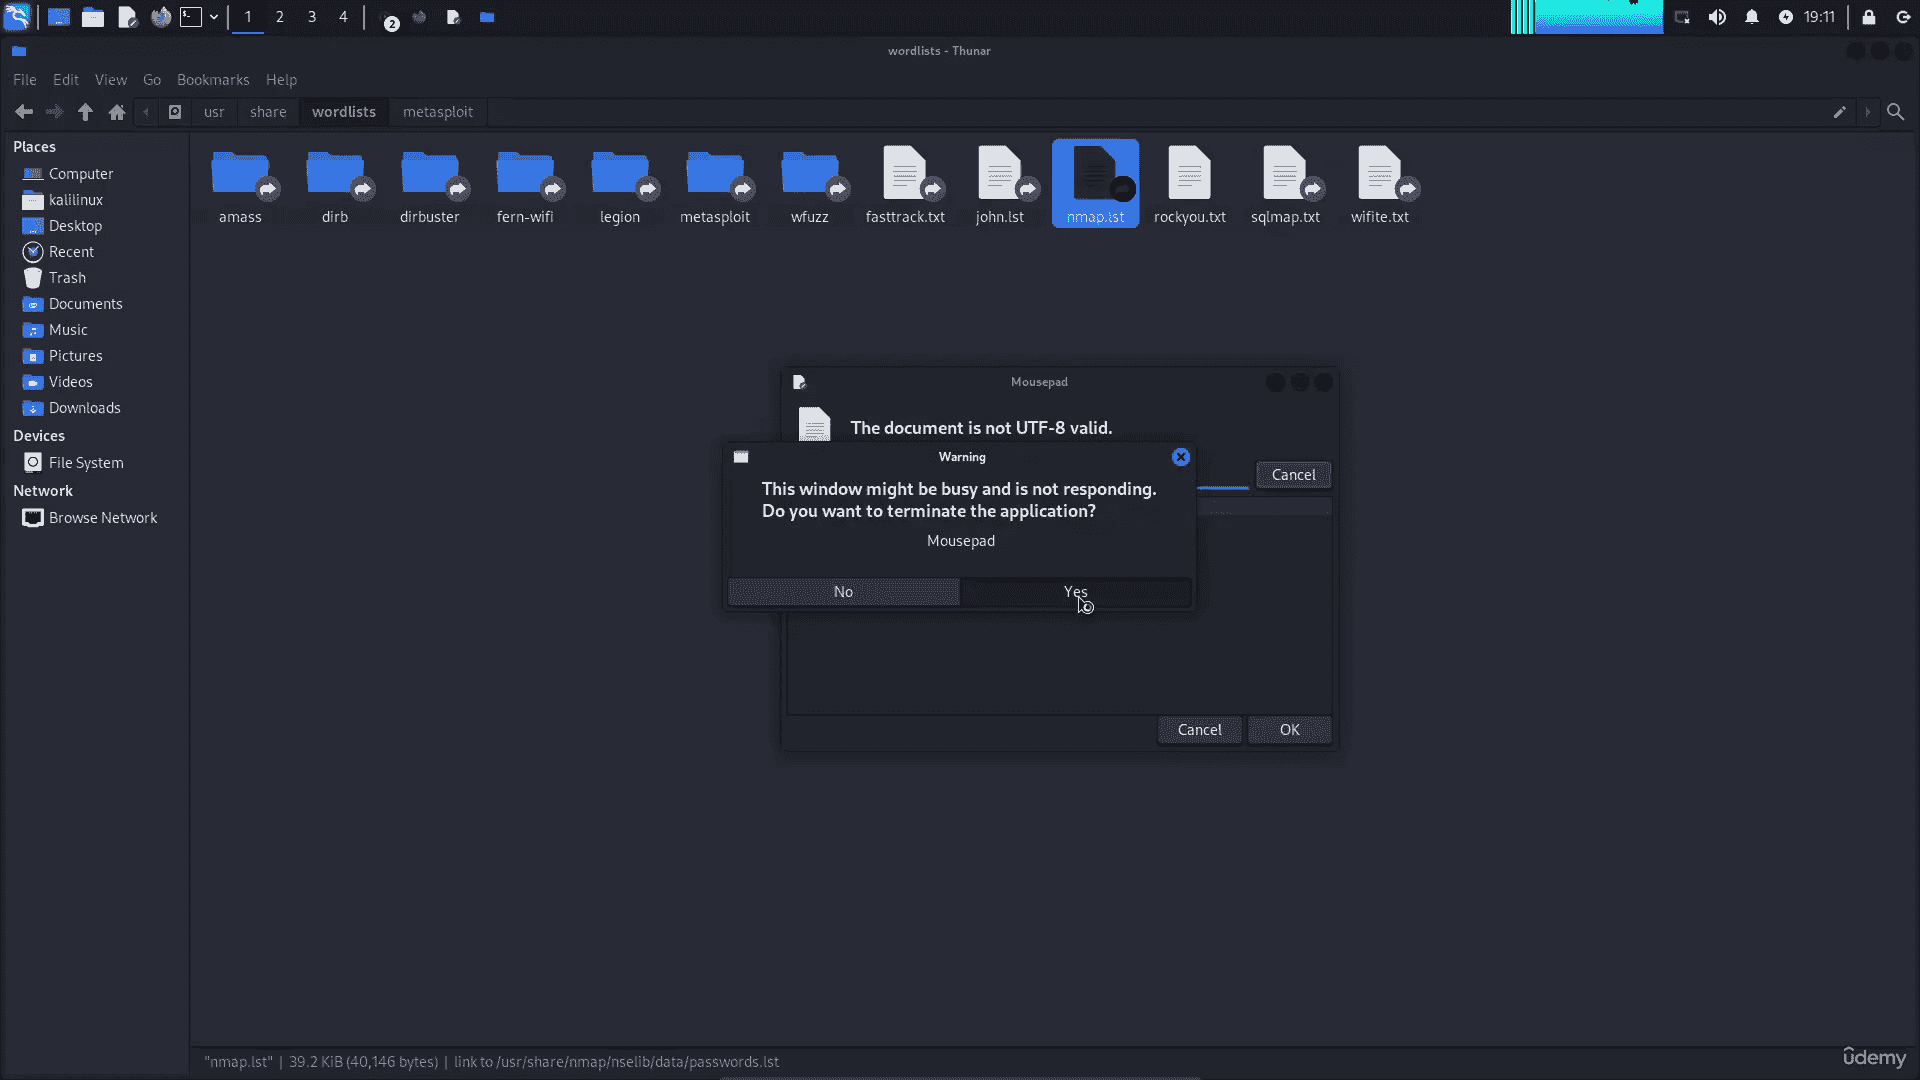 1 2 3 4 2 19:11
wordlists - Thunar
File Edit View Go Bookmarks Help
usr share wordlists metasploit
Places
Computer
kalilinux
Desktop
Recent
Trash
Documents
Music
Pictures
Videos
Downloads
Devices
File System
Network
Browse Network
amass dirb dirbuster fern-wifi legion metasploit wfuzz fasttrack.txt john.lst nmap.lst rockyou.txt sqlmap.txt wifite.txt
Mousepad
The document is not UTF-8 valid.
Cancel
Warning
This window might be busy and is not responding.
Do you want to terminate the application?
Mousepad
No Yes
Cancel OK
"nmap.lst" | 39.2 KiB (40,146 bytes) | link to /usr/share/nmap/nselib/data/passwords.lst
ûdemy